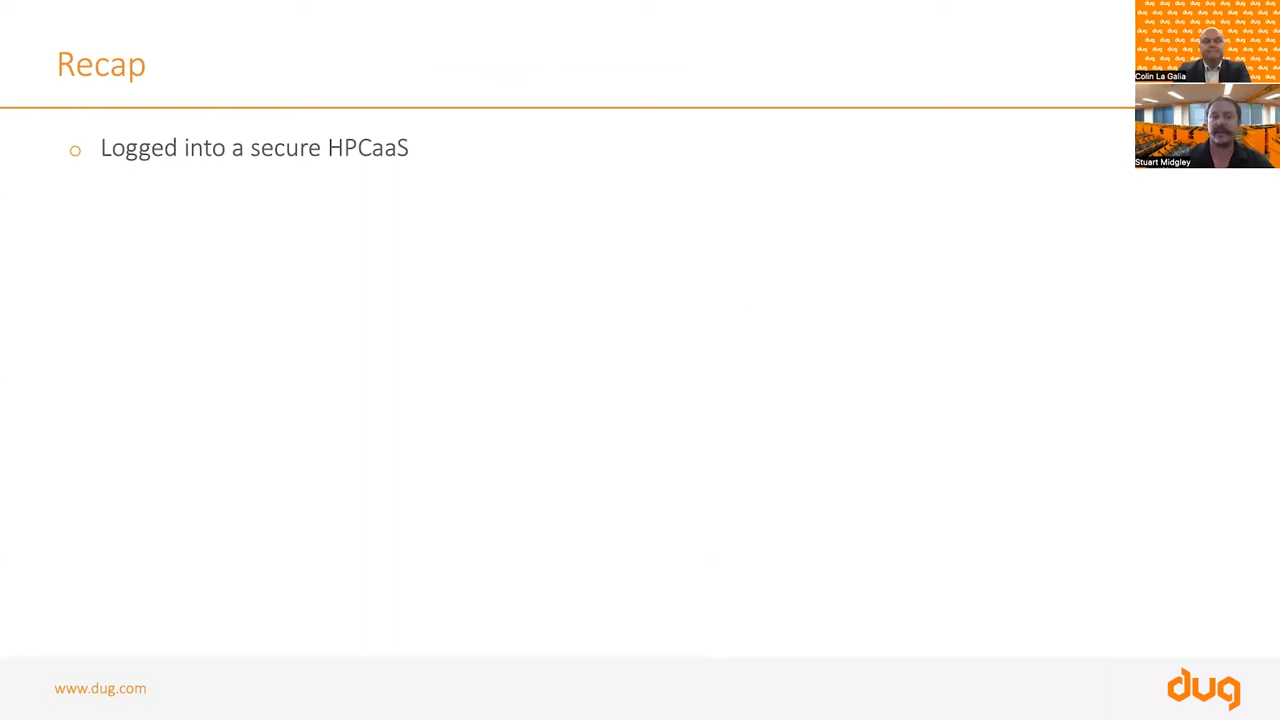 Recap
Logged into a secure HPCaaS
Colin La Galia
Stuart Midgley
www.dug.com
dug